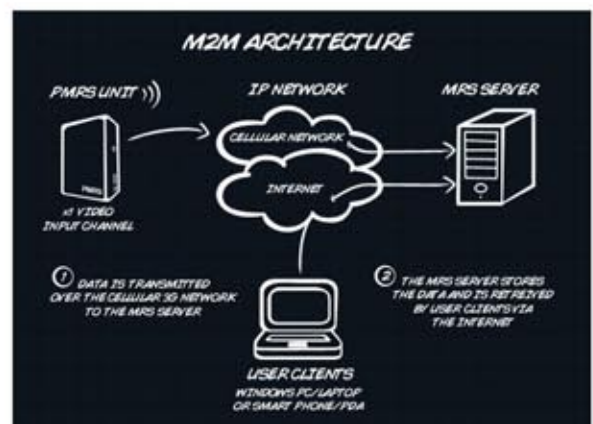 M2M ARCHITECTURE
PMRS UNIT
IP NETWORK
MRS SERVER
CELLULAR NETWORK
INTERNET
PMRS
x1 VIDEO
INPUT CHANNEL
1 DATA IS TRANSMITTED
OVER THE CELLULAR 3G NETWORK
TO THE MRS SERVER
2 THE MRS SERVER STORES
THE DATA AND IS RETREIVED
BY USER CLIENTS VIA
THE INTERNET
USER CLIENTS
WINDOWS PC/LAPTOP
OR SMART PHONE/PDA